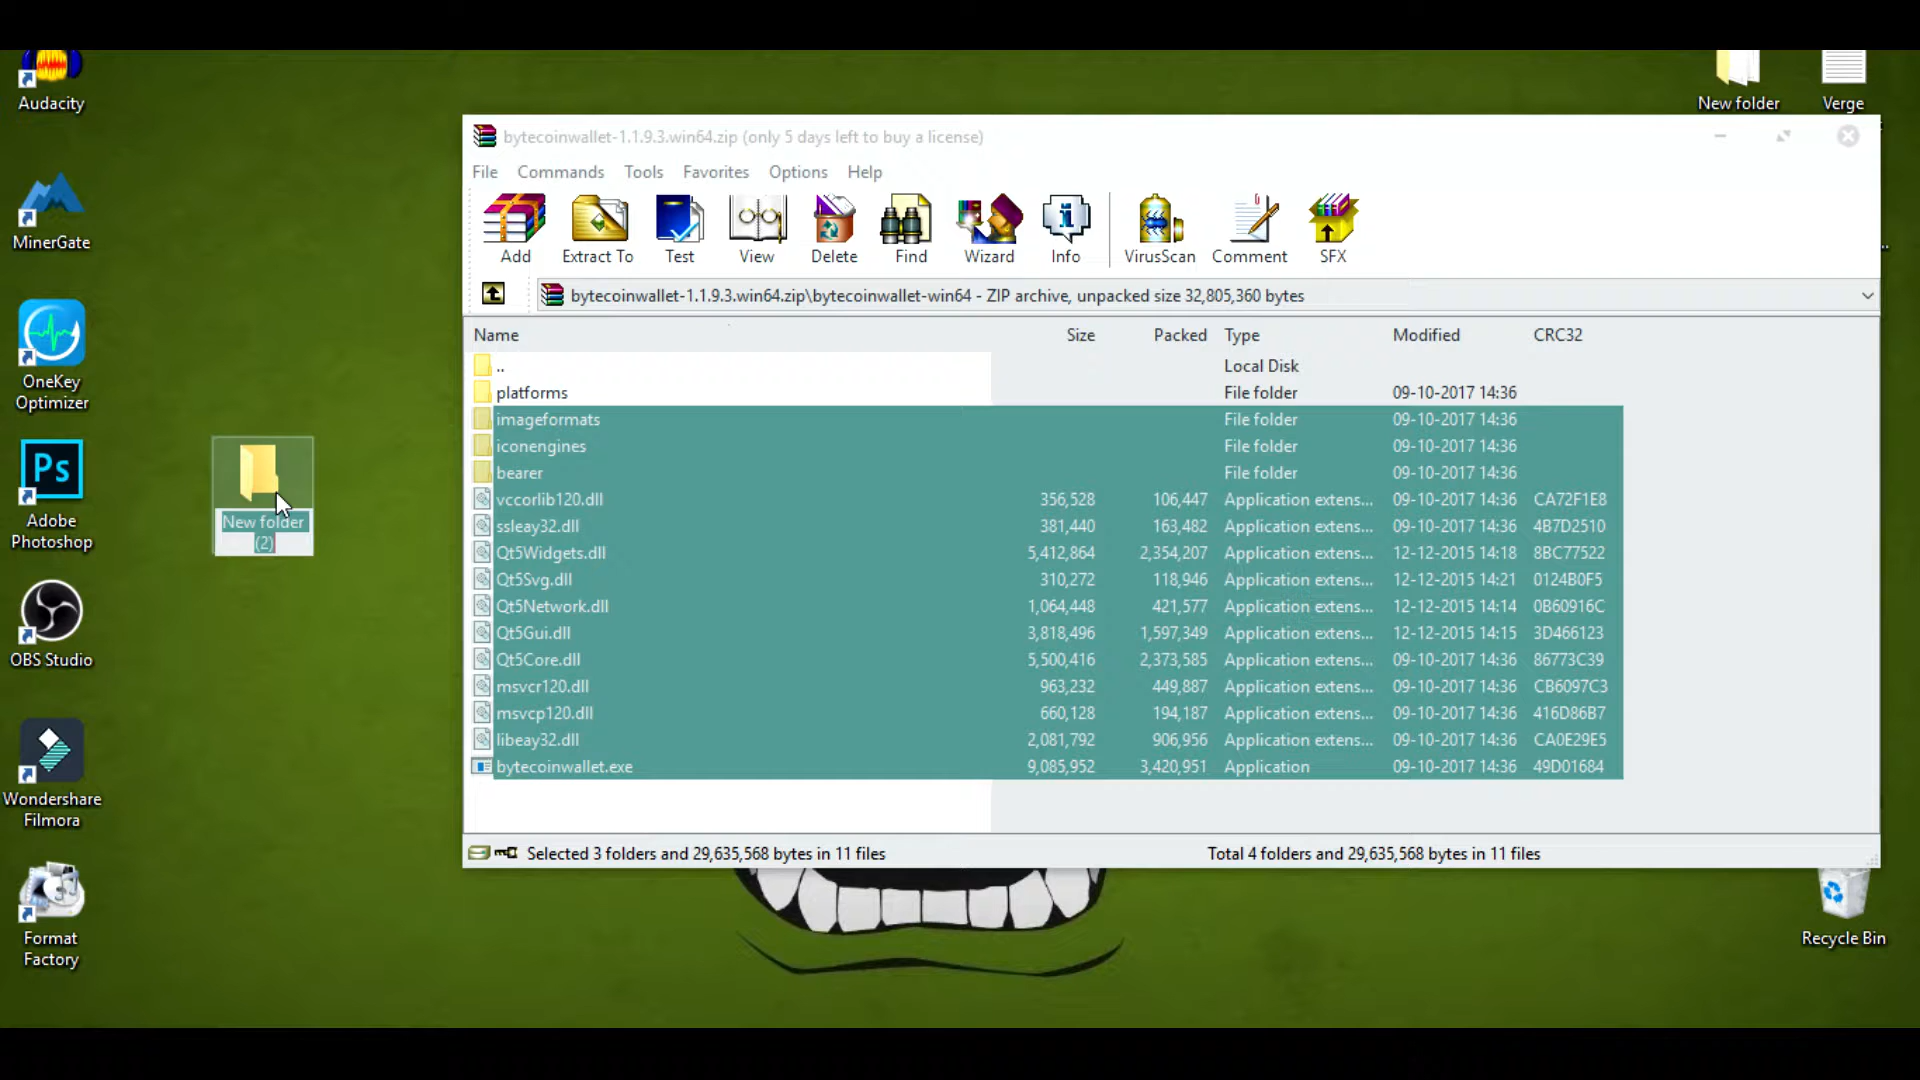 Audacity
MinerGate
OneKey
Optimizer
Ps
Adobe
Photoshop
OBS Studio
Wondershare
Filmora
Format
Factory
New folder
(2)
New folder
Verge
Recycle Bin
bytecoinwallet-1.1.9.3.win64.zip (only 5 days left to buy a license)
File Commands Tools Favorites Options Help
Add Extract To Test View Delete Find Wizard Info VirusScan Comment SFX
bytecoinwallet-1.1.9.3.win64.zip\bytecoinwallet-win64 - ZIP archive, unpacked size 32,805,360 bytes
Name Size Packed Type Modified CRC32
.. Local Disk
platforms File folder 09-10-2017 14:36
imageformats File folder 09-10-2017 14:36
iconengines File folder 09-10-2017 14:36
bearer File folder 09-10-2017 14:36
vccorlib120.dll 356,528 106,447 Application extens... 09-10-2017 14:36 CA72F1E8
ssleay32.dll 381,440 163,482 Application extens... 09-10-2017 14:36 4B7D2510
Qt5Widgets.dll 5,412,864 2,354,207 Application extens... 12-12-2015 14:18 8BC77522
Qt5Svg.dll 310,272 118,946 Application extens... 12-12-2015 14:21 0124B0F5
Qt5Network.dll 1,064,448 421,577 Application extens... 12-12-2015 14:14 0B60916C
Qt5Gui.dll 3,818,496 1,597,349 Application extens... 12-12-2015 14:15 3D466123
Qt5Core.dll 5,500,416 2,373,585 Application extens... 09-10-2017 14:36 86773C39
msvcr120.dll 963,232 449,887 Application extens... 09-10-2017 14:36 CB6097C3
msvcp120.dll 660,128 194,187 Application extens... 09-10-2017 14:36 416D86B7
libeay32.dll 2,081,792 906,956 Application extens... 09-10-2017 14:36 CA0E29E5
bytecoinwallet.exe 9,085,952 3,420,951 Application 09-10-2017 14:36 49D01684
Selected 3 folders and 29,635,568 bytes in 11 files
Total 4 folders and 29,635,568 bytes in 11 files